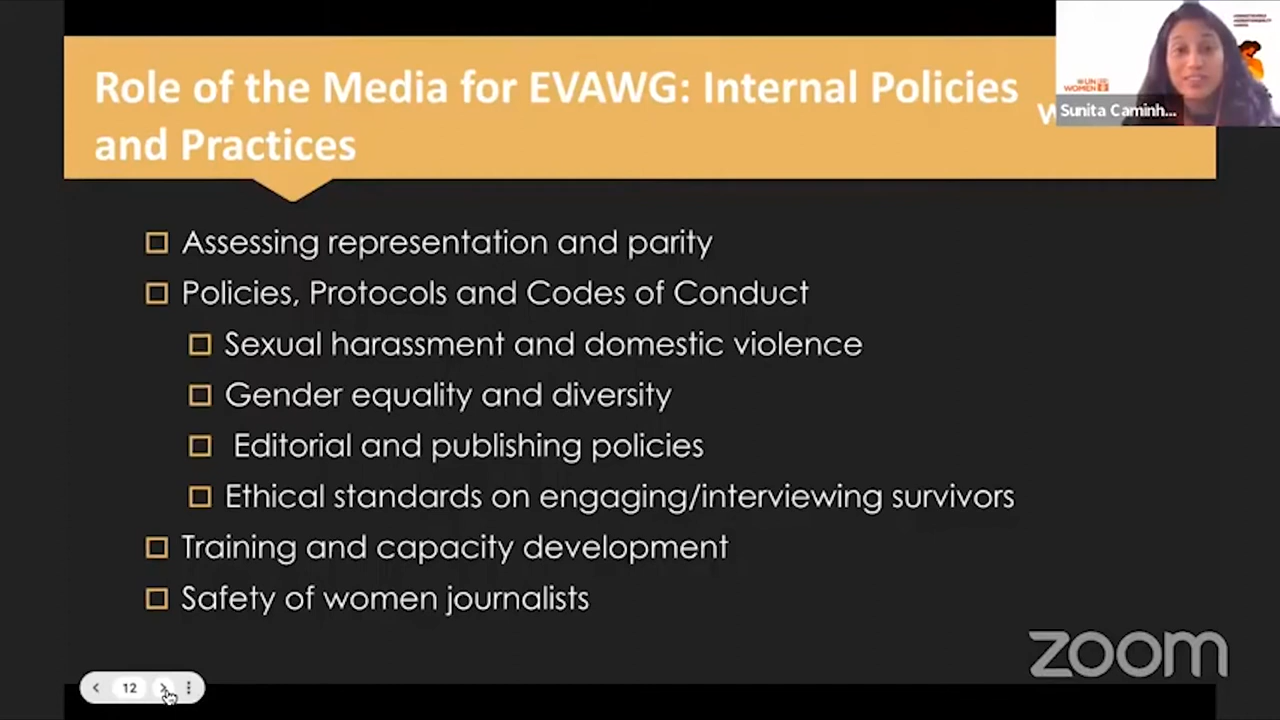 Role of the Media for EVAWG: Internal Policies
and Practices
W
UN
WOMEN
Sunita Caminh...
Assessing representation and parity
Policies, Protocols and Codes of Conduct
Sexual harassment and domestic violence
Gender equality and diversity
Editorial and publishing policies
Ethical standards on engaging/interviewing survivors
Training and capacity development
Safety of women journalists
zoom
12